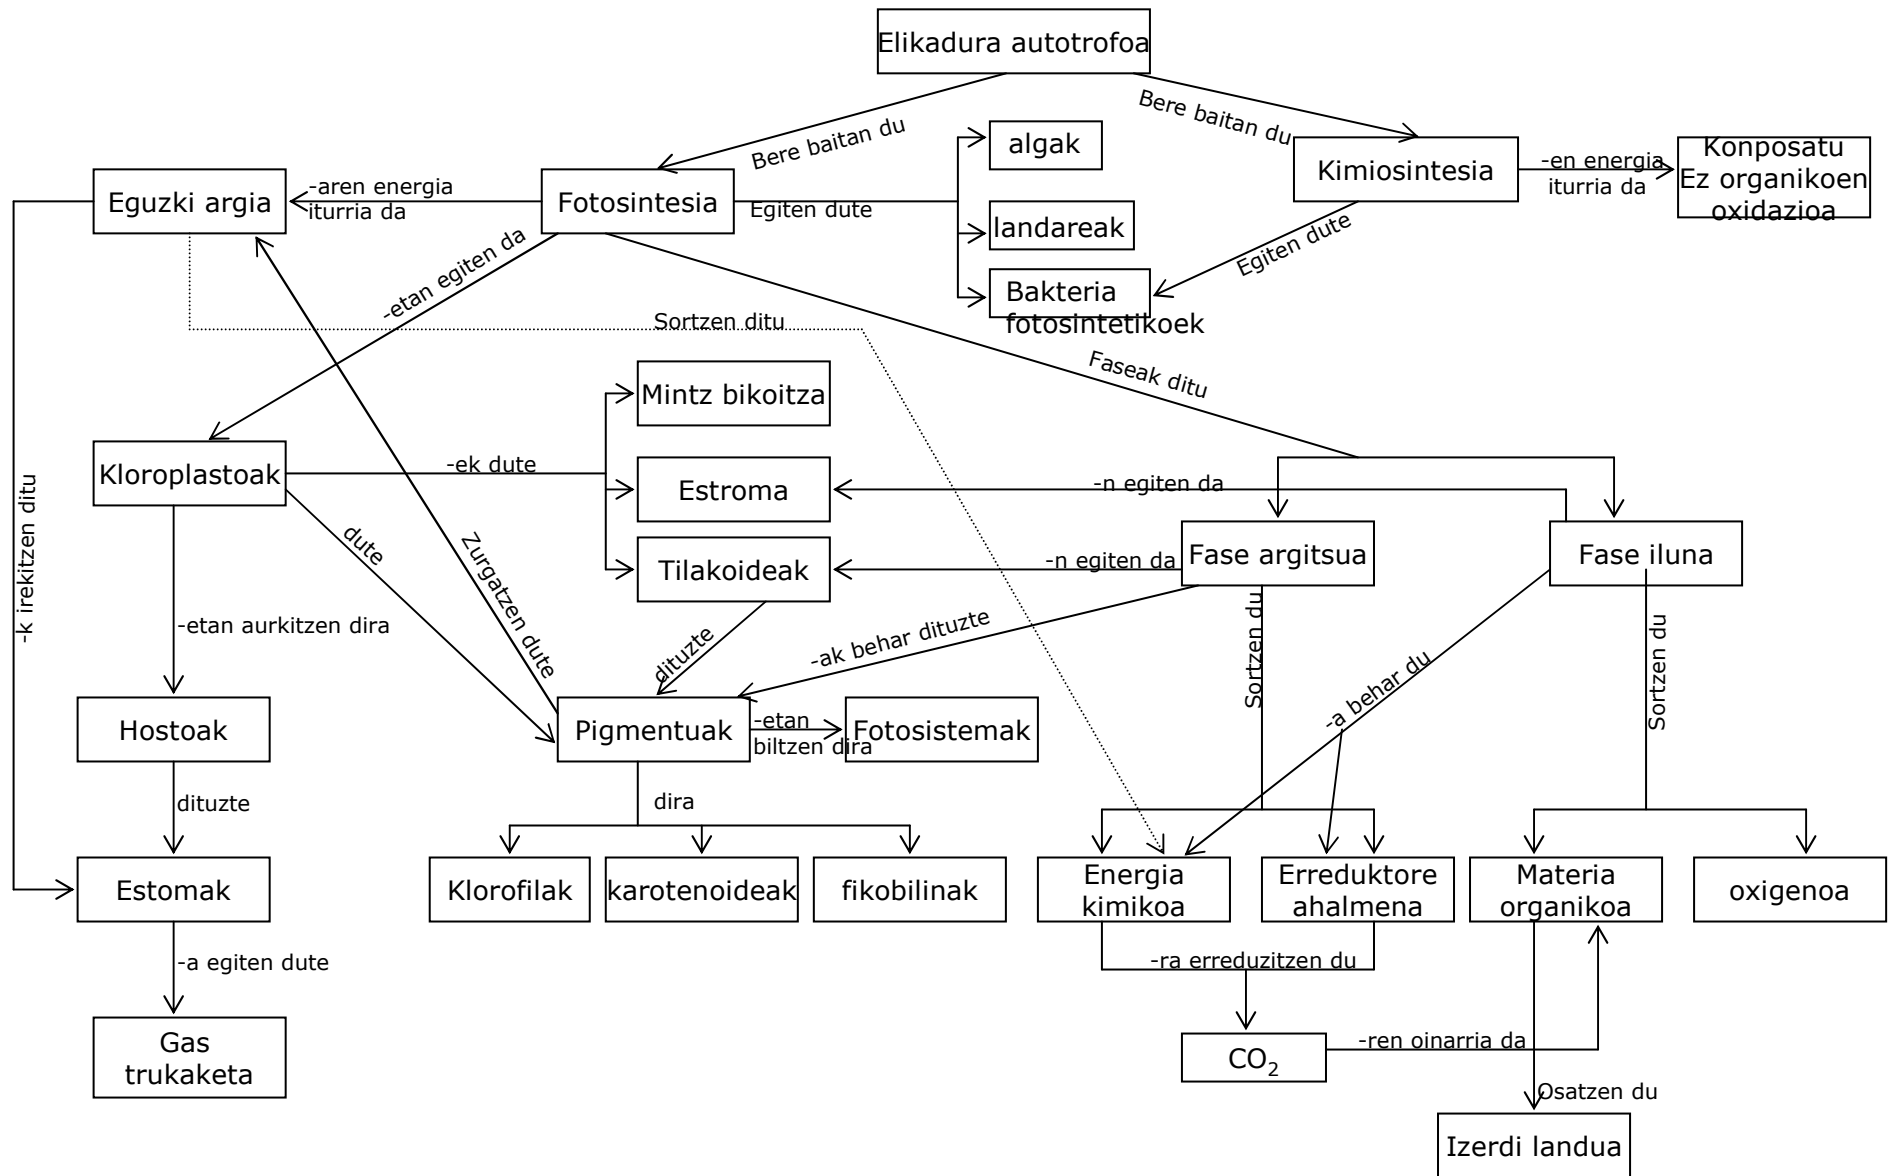 Elikadura autotrofoa
Bere baitan du
Bere baitan du
algak
Kimiosintesia
-en energia
iturria da
Konposatu
Ez organikoen
oxidazioa
Eguzki argia
-aren energia
iturria da
Fotosintesia
Egiten dute
landareak
Egiten dute
-etan egiten da
Bakteria
fotosintetikoek
Sortzen ditu
Faseak ditu
Mintz bikoitza
Kloroplastoak
-ek dute
Estroma
-n egiten da
-k irekitzen ditu
dute
Zurgatzen dute
Tilakoideak
-n egiten da
Fase argitsua
Fase iluna
-etan aurkitzen dira
dituzte
-ak behar dituzte
Sortzen du
-a behar du
Sortzen du
Hostoak
Pigmentuak
-etan
biltzen dira
Fotosistemak
dituzte
dira
Estomak
Klorofilak
karotenoideak
fikobilinak
Energia
kimikoa
Erreduktore
ahalmena
Materia
organikoa
oxigenoa
-a egiten dute
-ra erreduzitzen du
Gas
trukaketa
CO₂
-ren oinarria da
Osatzen du
Izerdi landua